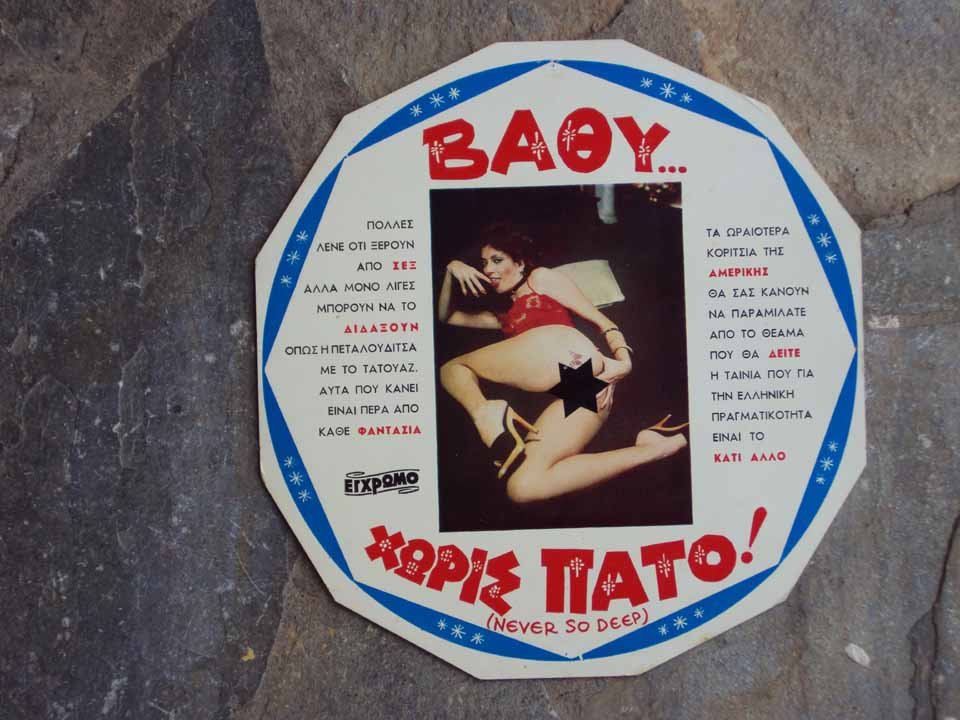 ΒΑΘΥ...
ΠΟΛΛΕΣ
ΛΕΝΕ ΟΤΙ ΞΕΡΟΥΝ
ΑΠΟ ΣΕΞ
ΑΛΛΑ ΜΟΝΟ ΛΙΓΕΣ
ΜΠΟΡΟΥΝ ΝΑ ΤΟ
ΔΙΔΑΞΟΥΝ
ΟΠΩΣ Η ΠΕΤΑΛΟΥΔΙΤΣΑ
ΜΕ ΤΟ ΤΑΤΟΥΑΖ.
ΑΥΤΑ ΠΟΥ ΚΑΝΕΙ
ΕΙΝΑΙ ΠΕΡΑ ΑΠΟ
ΚΑΘΕ ΦΑΝΤΑΣΙΑ
ΕΓΧΡΩΜΟ
ΤΑ ΩΡΑΙΟΤΕΡΑ
ΚΟΡΙΤΣΙΑ ΤΗΣ
ΑΜΕΡΙΚΗΣ
ΘΑ ΣΑΣ ΚΑΝΟΥΝ
ΝΑ ΠΑΡΑΜΙΛΑΤΕ
ΑΠΟ ΤΟ ΘΕΑΜΑ
ΠΟΥ ΘΑ ΔΕΙΤΕ
Η ΤΑΙΝΙΑ ΠΟΥ ΓΙΑ
ΤΗΝ ΕΛΛΗΝΙΚΗ
ΠΡΑΓΜΑΤΙΚΟΤΗΤΑ
ΕΙΝΑΙ ΤΟ
ΚΑΤΙ ΑΛΛΟ
ΧΩΡΙΣ ΠΑΤΟ!
(NEVER SO DEEP)